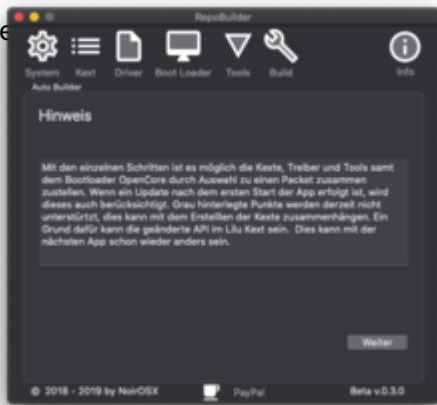 RepoBuilder
e
System Kext Driver Boot Loader Tools Build Info
Auto Builder
Hinweis
Mit den einzelnen Schritten ist es möglich die Kexte, Treiber und Tools samt
dem Bootloader OpenCore durch Auswahl zu einen Packet zusammen
zustellen. Wenn ein Update nach dem ersten Start der App erfolgt ist, wird
dieses auch berücksichtigt. Grau hinterlegte Punkte werden derzeit nicht
unterstürtzt, dies kann mit dem Erstelllen der Kexte zusammenhängen. Ein
Grund dafür kann die geänderte API im Lilu Kext sein. Dies kann mit der
nächsten App schon wieder anders sein.
Weiter
© 2018 - 2019 by NoirOSX PayPal Beta v.0.3.0